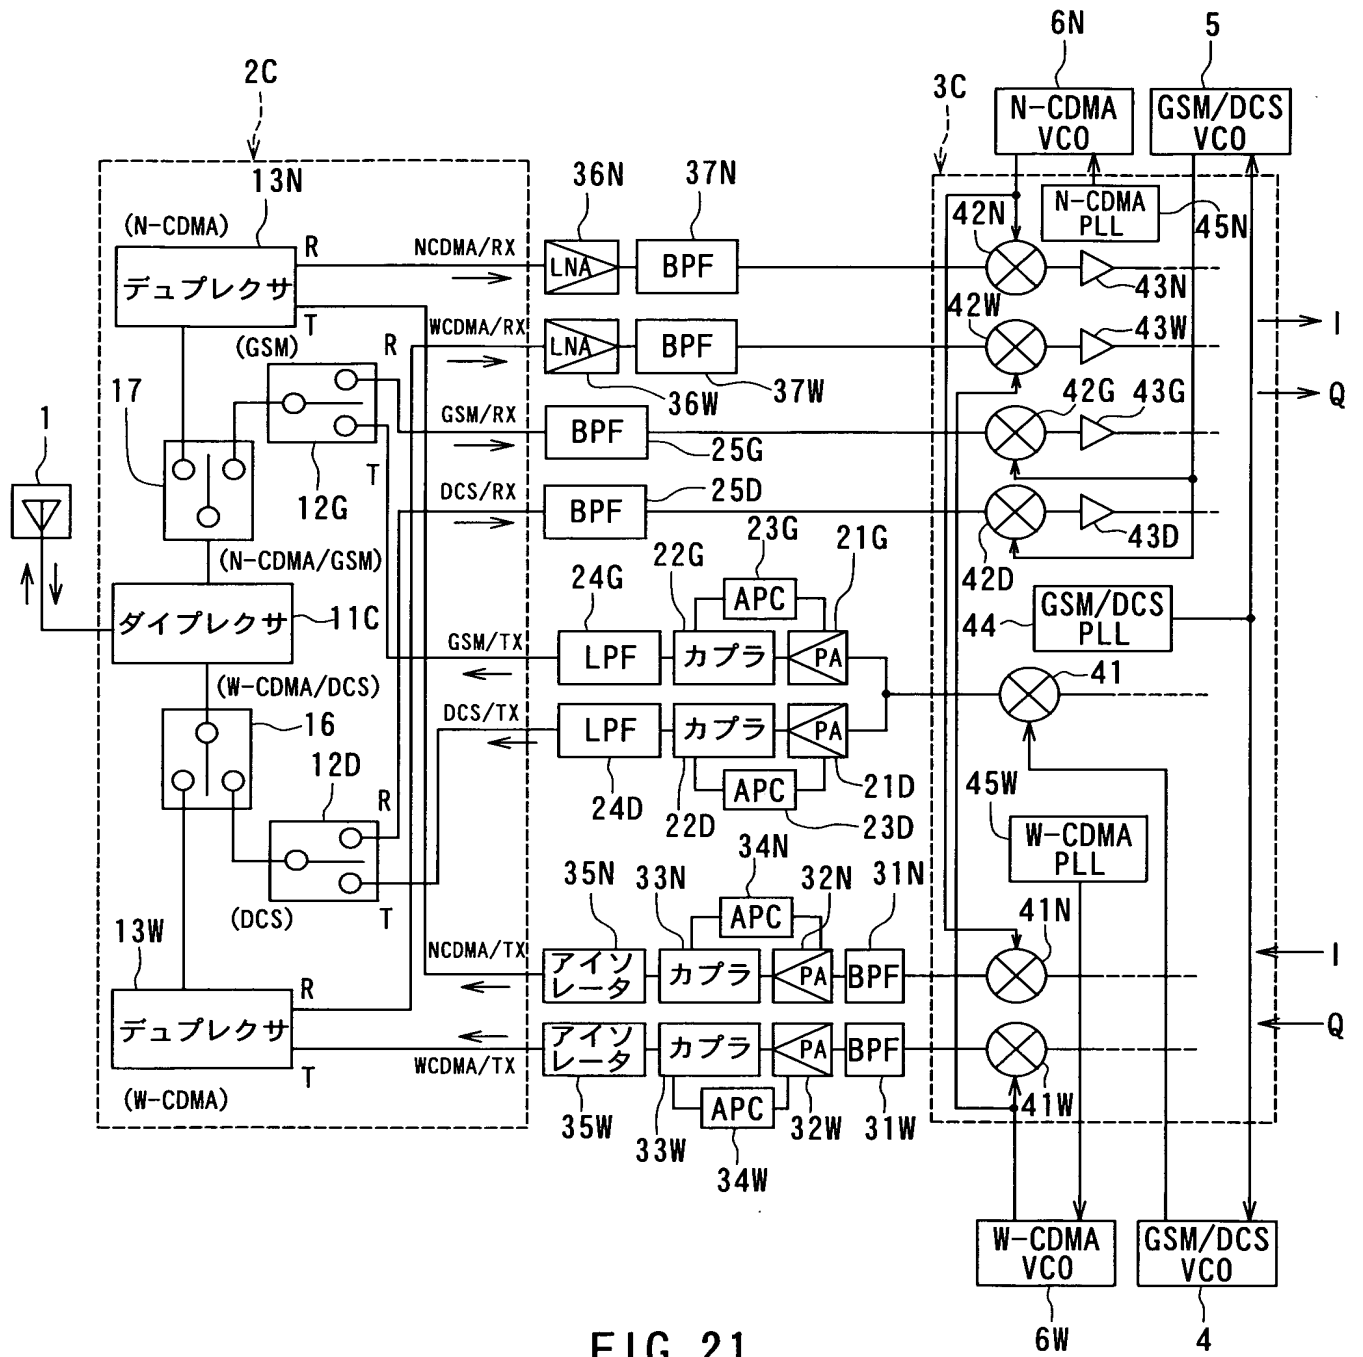 6N
5
2C
3C
N-CDMA
VCO
GSM/DCS
VCO
13N
36N
37N
(N-CDMA)
デュプレクサ
R
T
NCDMA/RX
LNA
BPF
42N
N-CDMA
PLL
45N
43N
(GSM)
R
T
WCDMA/RX
LNA
BPF
36W
37W
42W
43W
I
17
12G
GSM/RX
BPF
25G
42G
43G
Q
1
DCS/RX
BPF
25D
42D
43D
(N-CDMA/GSM)
ダイプレクサ
11C
23G
22G
21G
24G
APC
GSM/TX
LPF
カプラ
PA
44
GSM/DCS
PLL
41
(W-CDMA/DCS)
16
DCS/TX
LPF
カプラ
PA
APC
24D
22D
21D
23D
12D
R
T
(DCS)
45W
W-CDMA
PLL
13W
34N
35N
33N
32N
31N
APC
NCDMA/TX
アイソ
レータ
カプラ
PA
BPF
41N
I
デュプレクサ
R
T
(W-CDMA)
WCDMA/TX
アイソ
レータ
カプラ
PA
BPF
41W
Q
APC
35W
33W
34W
32W
31W
W-CDMA
VCO
GSM/DCS
VCO
6W
4
FIG.21